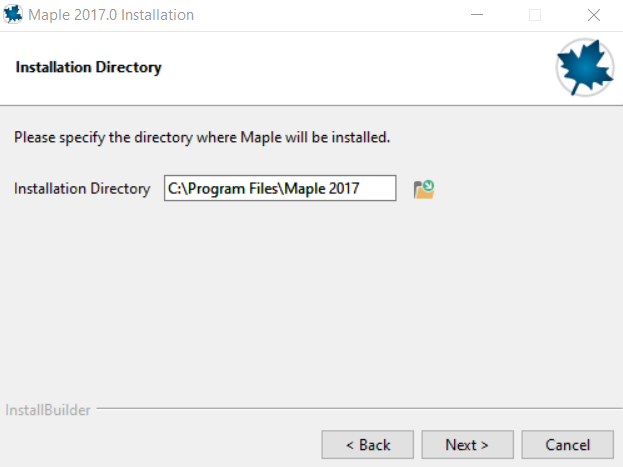 Maple 2017.0 Installation
Installation Directory
Please specify the directory where Maple will be installed.
Installation Directory C:\Program Files\Maple 2017
InstallBuilder
< Back Next > Cancel